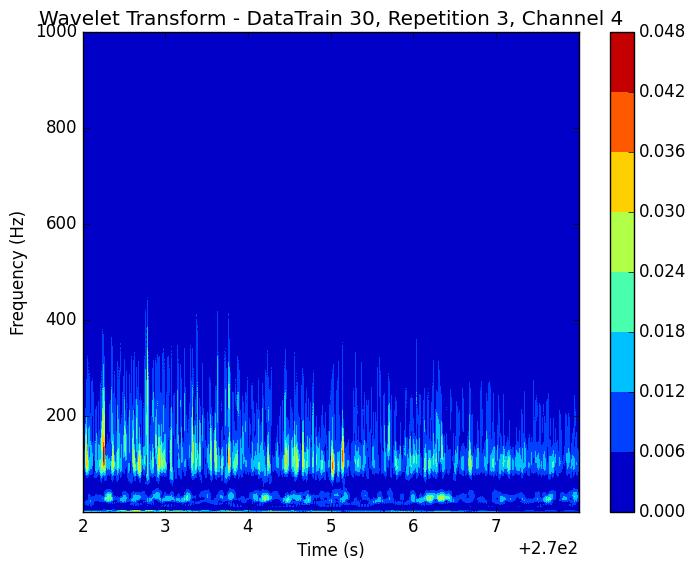 Wavelet Transform - DataTrain 30, Repetition 3, Channel 4
1000
800
600
400
200
Frequency (Hz)
2 3 4 5 6 7
Time (s)
+2.7e2
0.048
0.042
0.036
0.030
0.024
0.018
0.012
0.006
0.000